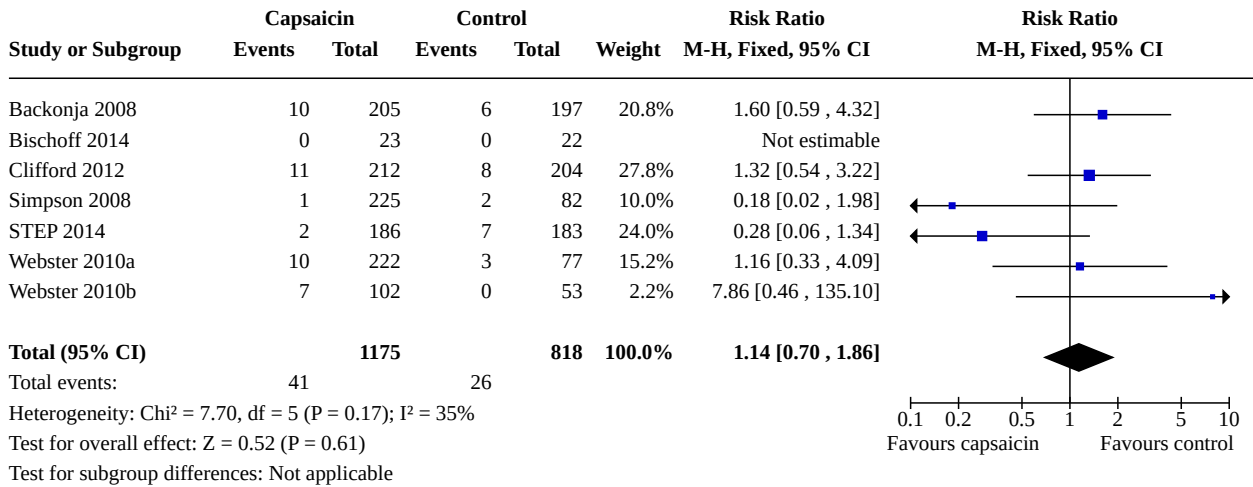 Capsaicin Control Risk Ratio Risk Ratio
Study or Subgroup Events Total Events Total Weight M-H, Fixed, 95% CI M-H, Fixed, 95% CI
Backonja 2008 10 205 6 197 20.8% 1.60 [0.59 , 4.32]
Bischoff 2014 0 23 0 22 Not estimable
Clifford 2012 11 212 8 204 27.8% 1.32 [0.54 , 3.22]
Simpson 2008 1 225 2 82 10.0% 0.18 [0.02 , 1.98]
STEP 2014 2 186 7 183 24.0% 0.28 [0.06 , 1.34]
Webster 2010a 10 222 3 77 15.2% 1.16 [0.33 , 4.09]
Webster 2010b 7 102 0 53 2.2% 7.86 [0.46 , 135.10]
Total (95% CI) 1175 818 100.0% 1.14 [0.70 , 1.86]
Total events: 41 26
Heterogeneity: Chi² = 7.70, df = 5 (P = 0.17); I² = 35%
Test for overall effect: Z = 0.52 (P = 0.61)
Test for subgroup differences: Not applicable
0.1 0.2 0.5 1 2 5 10
Favours capsaicin Favours control